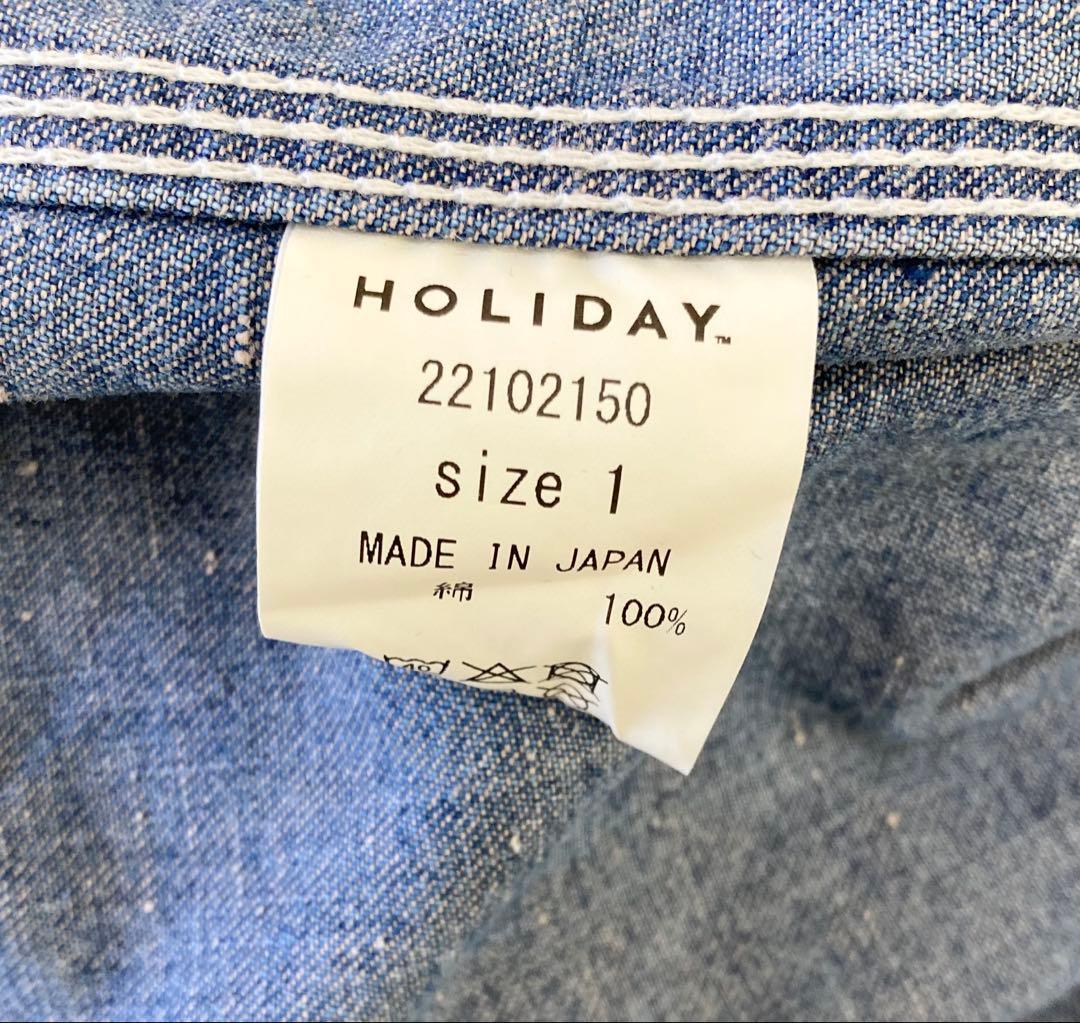 HOLIDAY™
22102150
size 1
MADE IN JAPAN
綿 100%